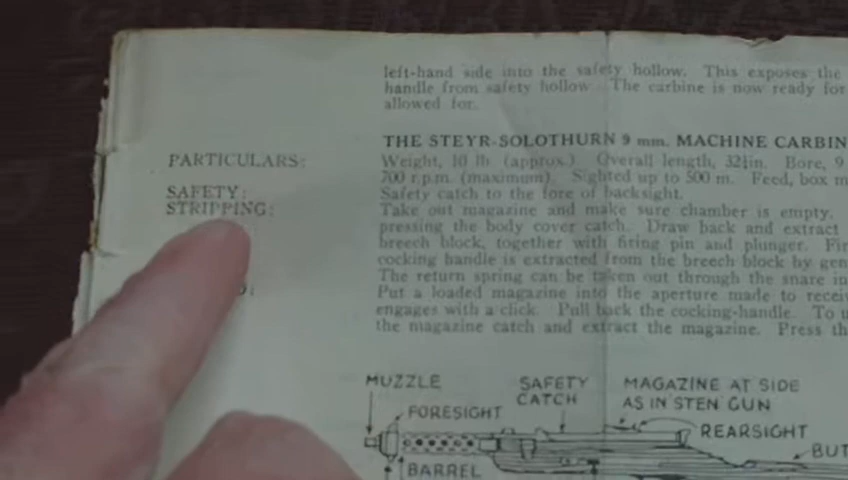 left-hand side into the safety hollow. This exposes the
handle from safety hollow. The carbine is now ready for
allowed for.
THE STEYR-SOLOTHURN 9 mm. MACHINE CARBIN
PARTICULARS: Weight, 10 lb (approx.). Overall length, 32¼in. Bore, 9
700 r.p.m. (maximum). Sighted up to 500 m. Feed, box m
SAFETY: Safety catch to the fore of backsight.
STRIPPING: Take out magazine and make sure chamber is empty.
pressing the body cover catch. Draw back and extract
breech block, together with firing pin and plunger. Fir
cocking handle is extracted from the breech block by gen
The return spring can be taken out through the snare in
Put a loaded magazine into the aperture made to recei
engages with a click. Pull back the cocking-handle. To u
the magazine catch and extract the magazine. Press th
MUZZLE
FORESIGHT
BARREL
SAFETY
CATCH
MAGAZINE AT SIDE
AS IN STEN GUN
REARSIGHT
BUT